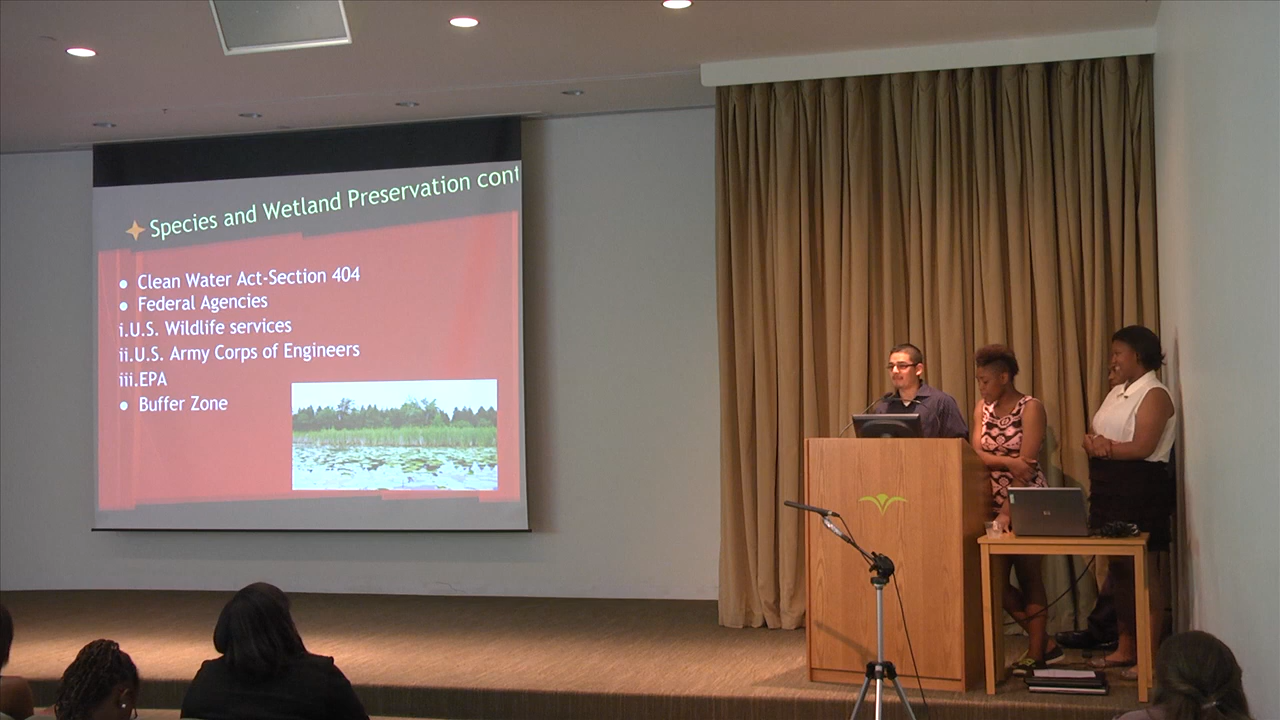 Species and Wetland Preservation cont
Clean Water Act-Section 404
Federal Agencies
i.U.S. Wildlife services
ii.U.S. Army Corps of Engineers
iii.EPA
Buffer Zone